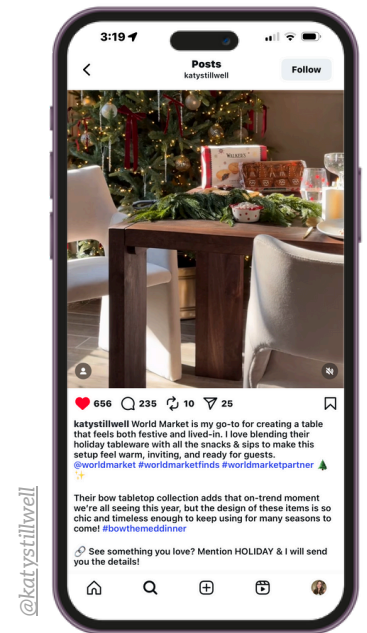 3:19
Posts
katystillwell
Follow
WALKER'S
656 235 10 25
katystillwell World Market is my go-to for creating a table
that feels both festive and lived-in. I love blending their
holiday tableware with all the snacks & sips to make this
setup feel warm, inviting, and ready for guests.
@worldmarket #worldmarketfinds #worldmarketpartner 🌲
✨
Their bow tabletop collection adds that on-trend moment
we're all seeing this year, but the design of these items is so
chic and timeless enough to keep using for many seasons to
come! #bowthemeddinner
🔗 See something you love? Mention HOLIDAY & I will send
you the details!
@katystillwell